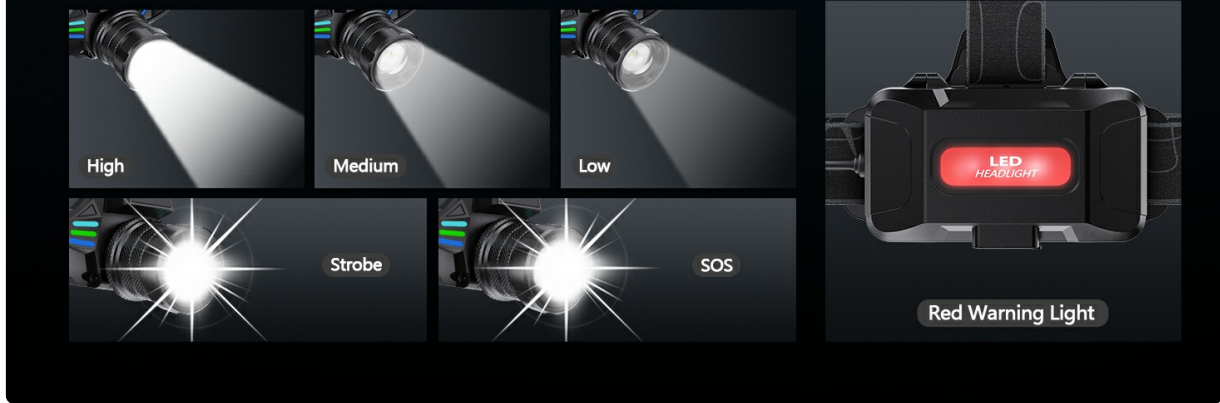 High
Medium
Low
Strobe
SOS
LED
HEADLIGHT
Red Warning Light